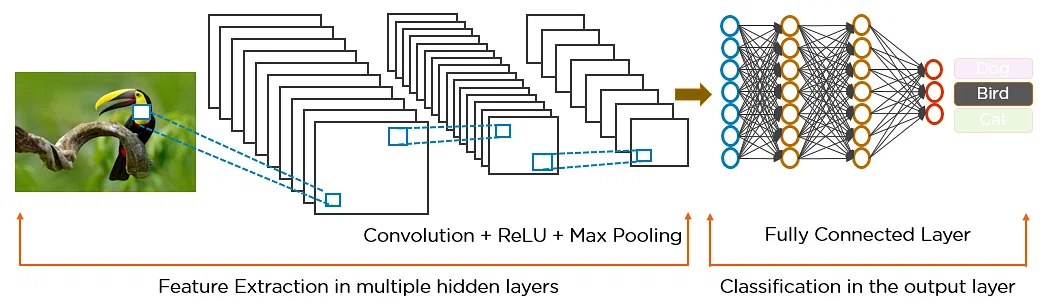 Dog
Bird
Cat
Convolution + ReLU + Max Pooling
Fully Connected Layer
Feature Extraction in multiple hidden layers
Classification in the output layer